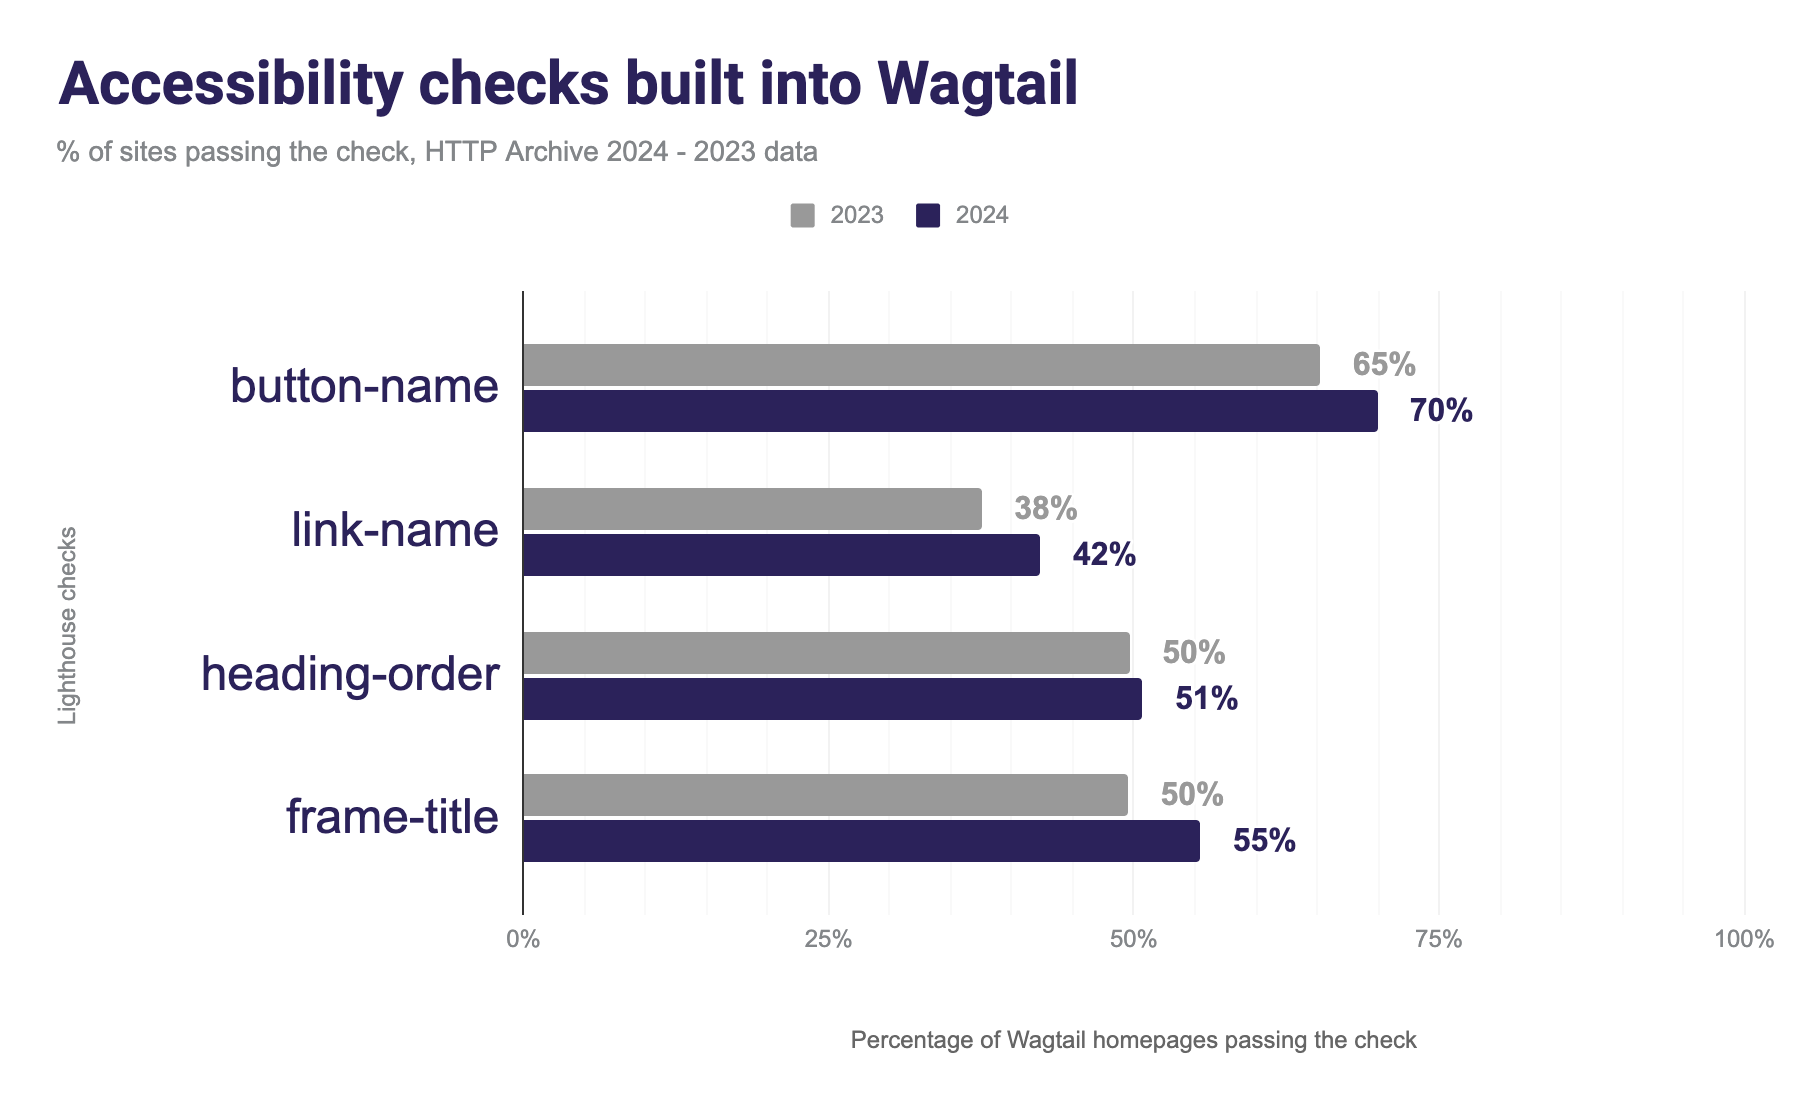 Accessibility checks built into Wagtail
% of sites passing the check, HTTP Archive 2024 - 2023 data
2023 2024
Lighthouse checks
button-name
65%
70%
link-name
38%
42%
heading-order
50%
51%
frame-title
50%
55%
0% 25% 50% 75% 100%
Percentage of Wagtail homepages passing the check